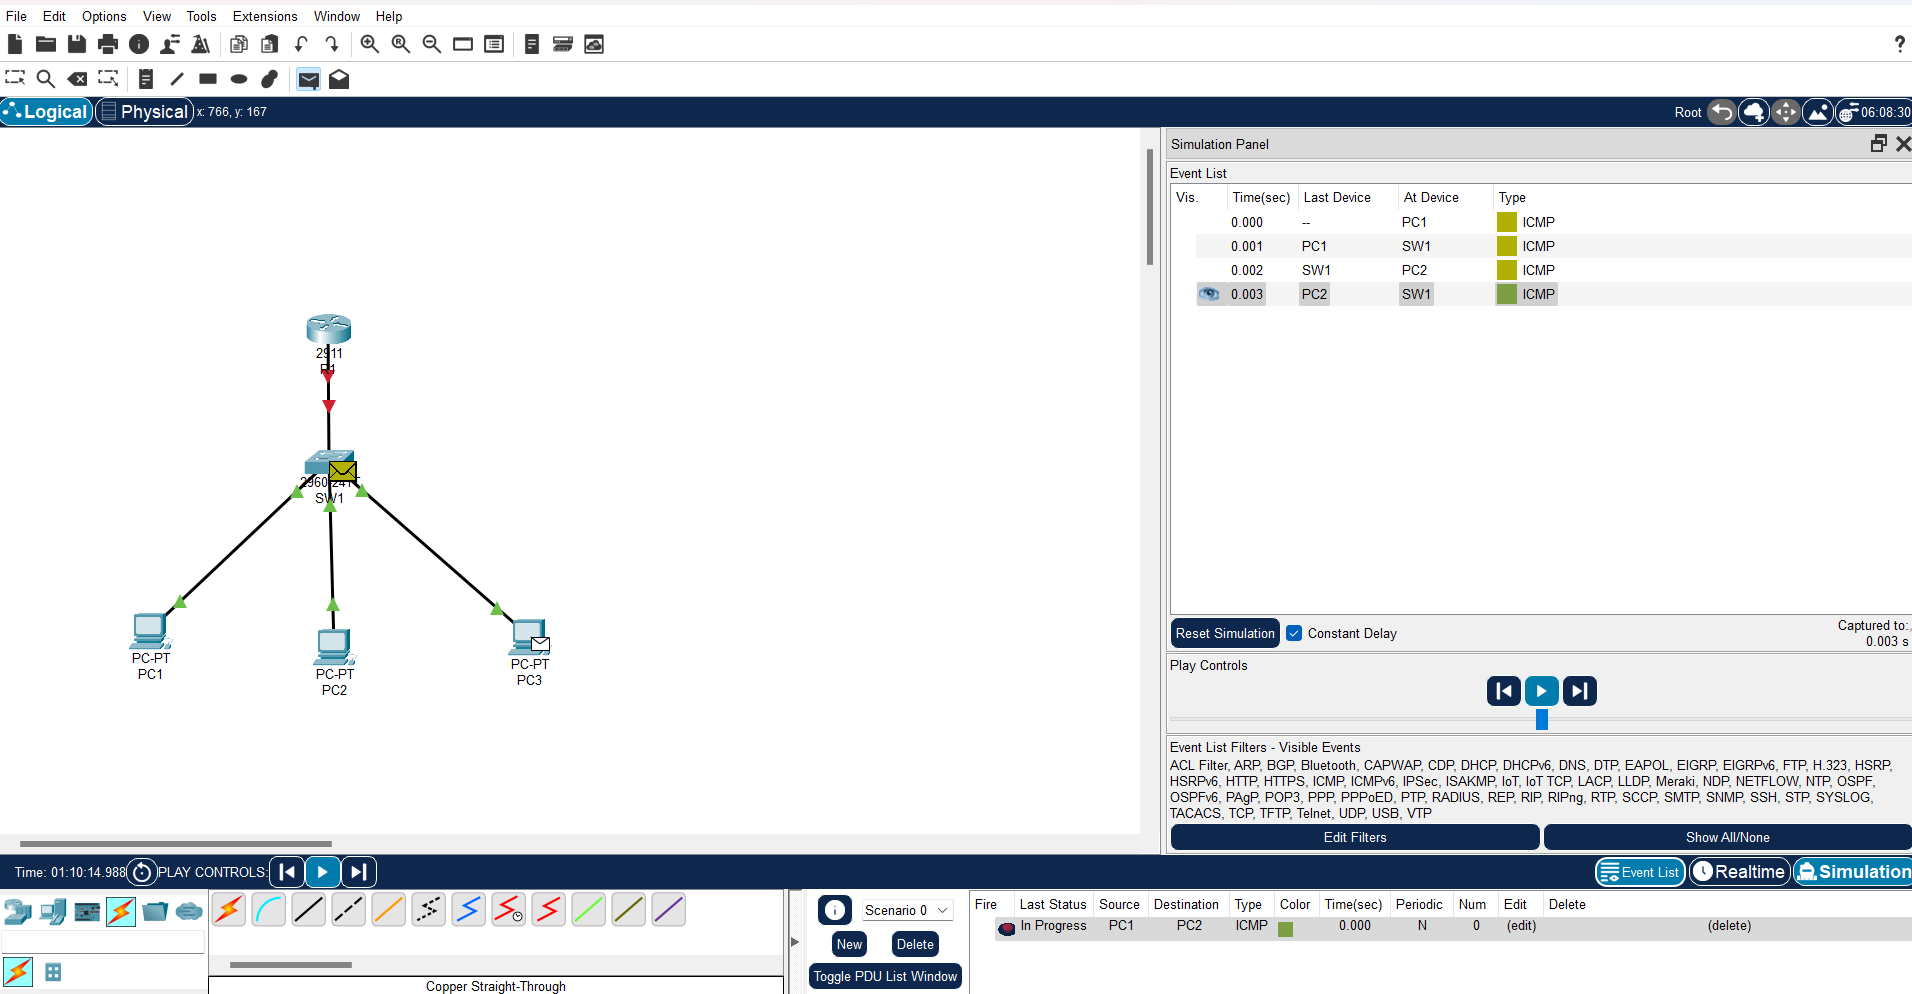 File Edit Options View Tools Extensions Window Help
?
Logical Physical x: 766, y: 167
Root 06:08:30
Simulation Panel
Event List
Vis. Time(sec) Last Device At Device Type
0.000 -- PC1 ICMP
0.001 PC1 SW1 ICMP
0.002 SW1 PC2 ICMP
0.003 PC2 SW1 ICMP
2911
R1
SW1
PC-PT
PC1
PC-PT
PC2
PC-PT
PC3
Reset Simulation Constant Delay
Captured to:
0.003 s
Play Controls
Event List Filters - Visible Events
ACL Filter, ARP, BGP, Bluetooth, CAPWAP, CDP, DHCP, DHCPv6, DNS, DTP, EAPOL, EIGRP, EIGRPv6, FTP, H.323, HSRP,
HSRPv6, HTTP, HTTPS, ICMP, ICMPv6, IPSec, ISAKMP, IoT, IoT TCP, LACP, LLDP, Meraki, NDP, NETFLOW, NTP, OSPF,
OSPFv6, PAgP, POP3, PPP, PPPoED, PTP, RADIUS, REP, RIP, RIPng, RTP, SCCP, SMTP, SNMP, SSH, STP, SYSLOG,
TACACS, TCP, TFTP, Telnet, UDP, USB, VTP
Edit Filters Show All/None
Time: 01:10:14.988 PLAY CONTROLS:
Event List Realtime Simulation
Scenario 0
New Delete
Toggle PDU List Window
Fire Last Status Source Destination Type Color Time(sec) Periodic Num Edit Delete
In Progress PC1 PC2 ICMP 0.000 N 0 (edit) (delete)
Copper Straight-Through